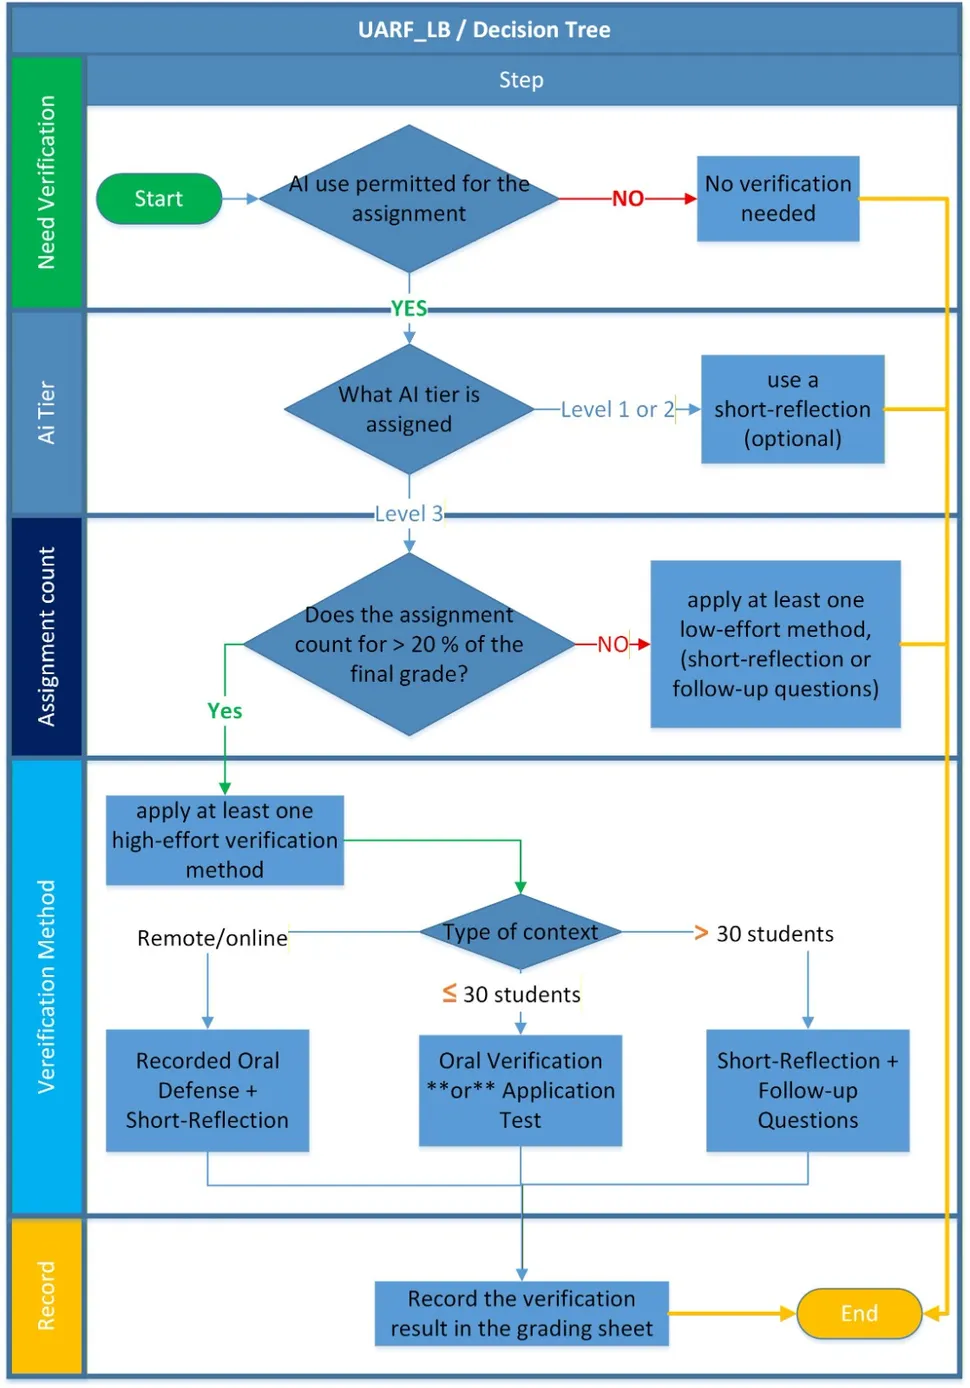 UARF_LB / Decision Tree
Step
Need Verification
Start
AI use permitted for the
assignment
NO
No verification
needed
YES
Ai Tier
What AI tier is
assigned
Level 1 or 2
use a
short-reflection
(optional)
Level 3
Assignment count
Does the assignment
count for > 20 % of the
final grade?
NO
apply at least one
low-effort method,
(short-reflection or
follow-up questions)
Yes
Vereification Method
apply at least one
high-effort verification
method
Type of context
Remote/online
≤ 30 students
> 30 students
Recorded Oral
Defense +
Short-Reflection
Oral Verification
**or** Application
Test
Short-Reflection +
Follow-up
Questions
Record
Record the verification
result in the grading sheet
End